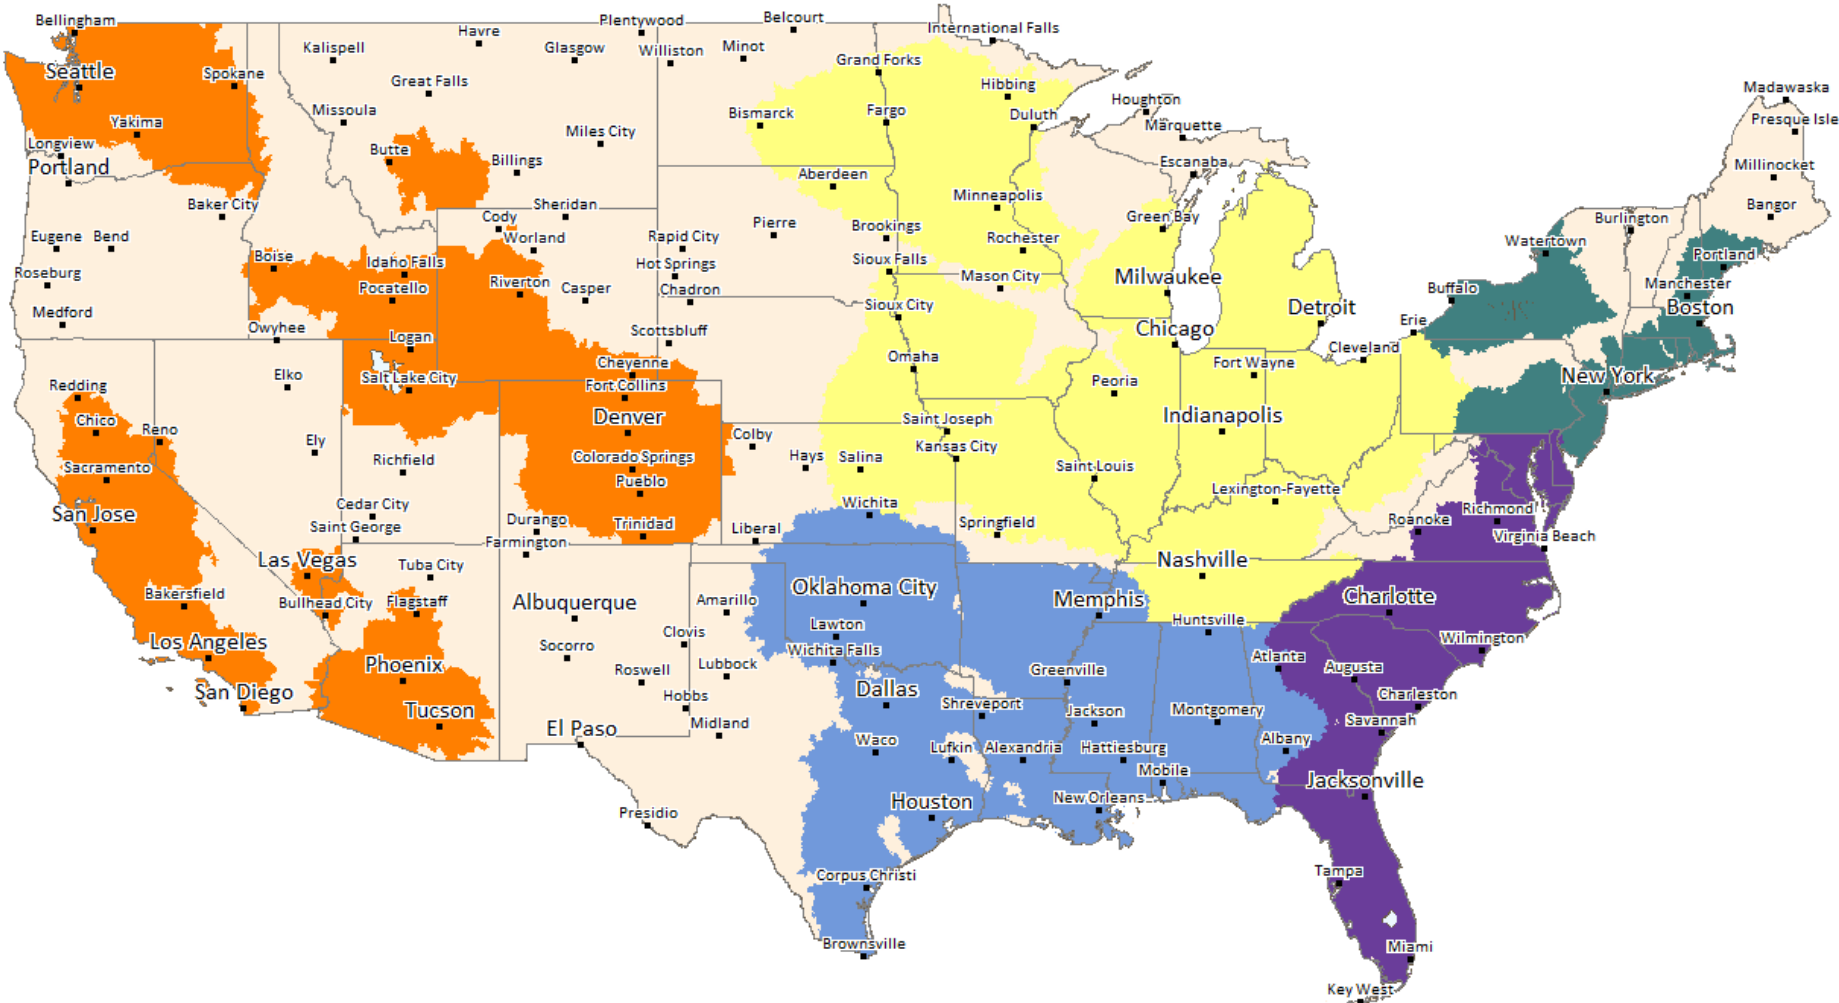 Bellingham
Plentywood
Belcourt
International Falls
Havre
Kalispell
Glasgow
Williston
Minot
Grand Forks
Seattle
Spokane
Great Falls
Hibbing
Madawaska
Houghton
Missoula
Bismarck
Fargo
Duluth
Presque Isle
Yakima
Miles City
Marquette
Longview
Butte
Billings
Escanaba
Millinocket
Portland
Aberdeen
Minneapolis
Baker City
Sheridan
Cody
Pierre
Green Bay
Burlington
Bangor
Eugene
Bend
Worland
Rapid City
Brookings
Rochester
Watertown
Boise
Idaho Falls
Hot Springs
Sioux Falls
Portland
Roseburg
Pocatello
Riverton
Casper
Chadron
Mason City
Milwaukee
Buffalo
Manchester
Medford
Sioux City
Detroit
Boston
Owyhee
Logan
Scottsbluff
Chicago
Erie
Omaha
Cleveland
Cheyenne
Fort Wayne
Redding
Elko
Salt Lake City
Fort Collins
Peoria
New York
Chico
Reno
Denver
Saint Joseph
Indianapolis
Ely
Colby
Kansas City
Sacramento
Richfield
Colorado Springs
Hays
Salina
Saint Louis
Pueblo
Lexington-Fayette
San Jose
Cedar City
Wichita
Richmond
Saint George
Durango
Trinidad
Liberal
Springfield
Roanoke
Farmington
Virginia Beach
Las Vegas
Tuba City
Nashville
Bakersfield
Bullhead City
Flagstaff
Albuquerque
Amarillo
Oklahoma City
Memphis
Charlotte
Lawton
Huntsville
Los Angeles
Socorro
Clovis
Wichita Falls
Wilmington
Phoenix
Roswell
Lubbock
Greenville
Atlanta
Augusta
San Diego
Hobbs
Dallas
Shreveport
Charleston
Tucson
Midland
Jackson
Montgomery
Savannah
El Paso
Waco
Lufkin
Alexandria
Hattiesburg
Albany
Mobile
Jacksonville
Presidio
Houston
New Orleans
Corpus Christi
Tampa
Brownsville
Miami
Key West